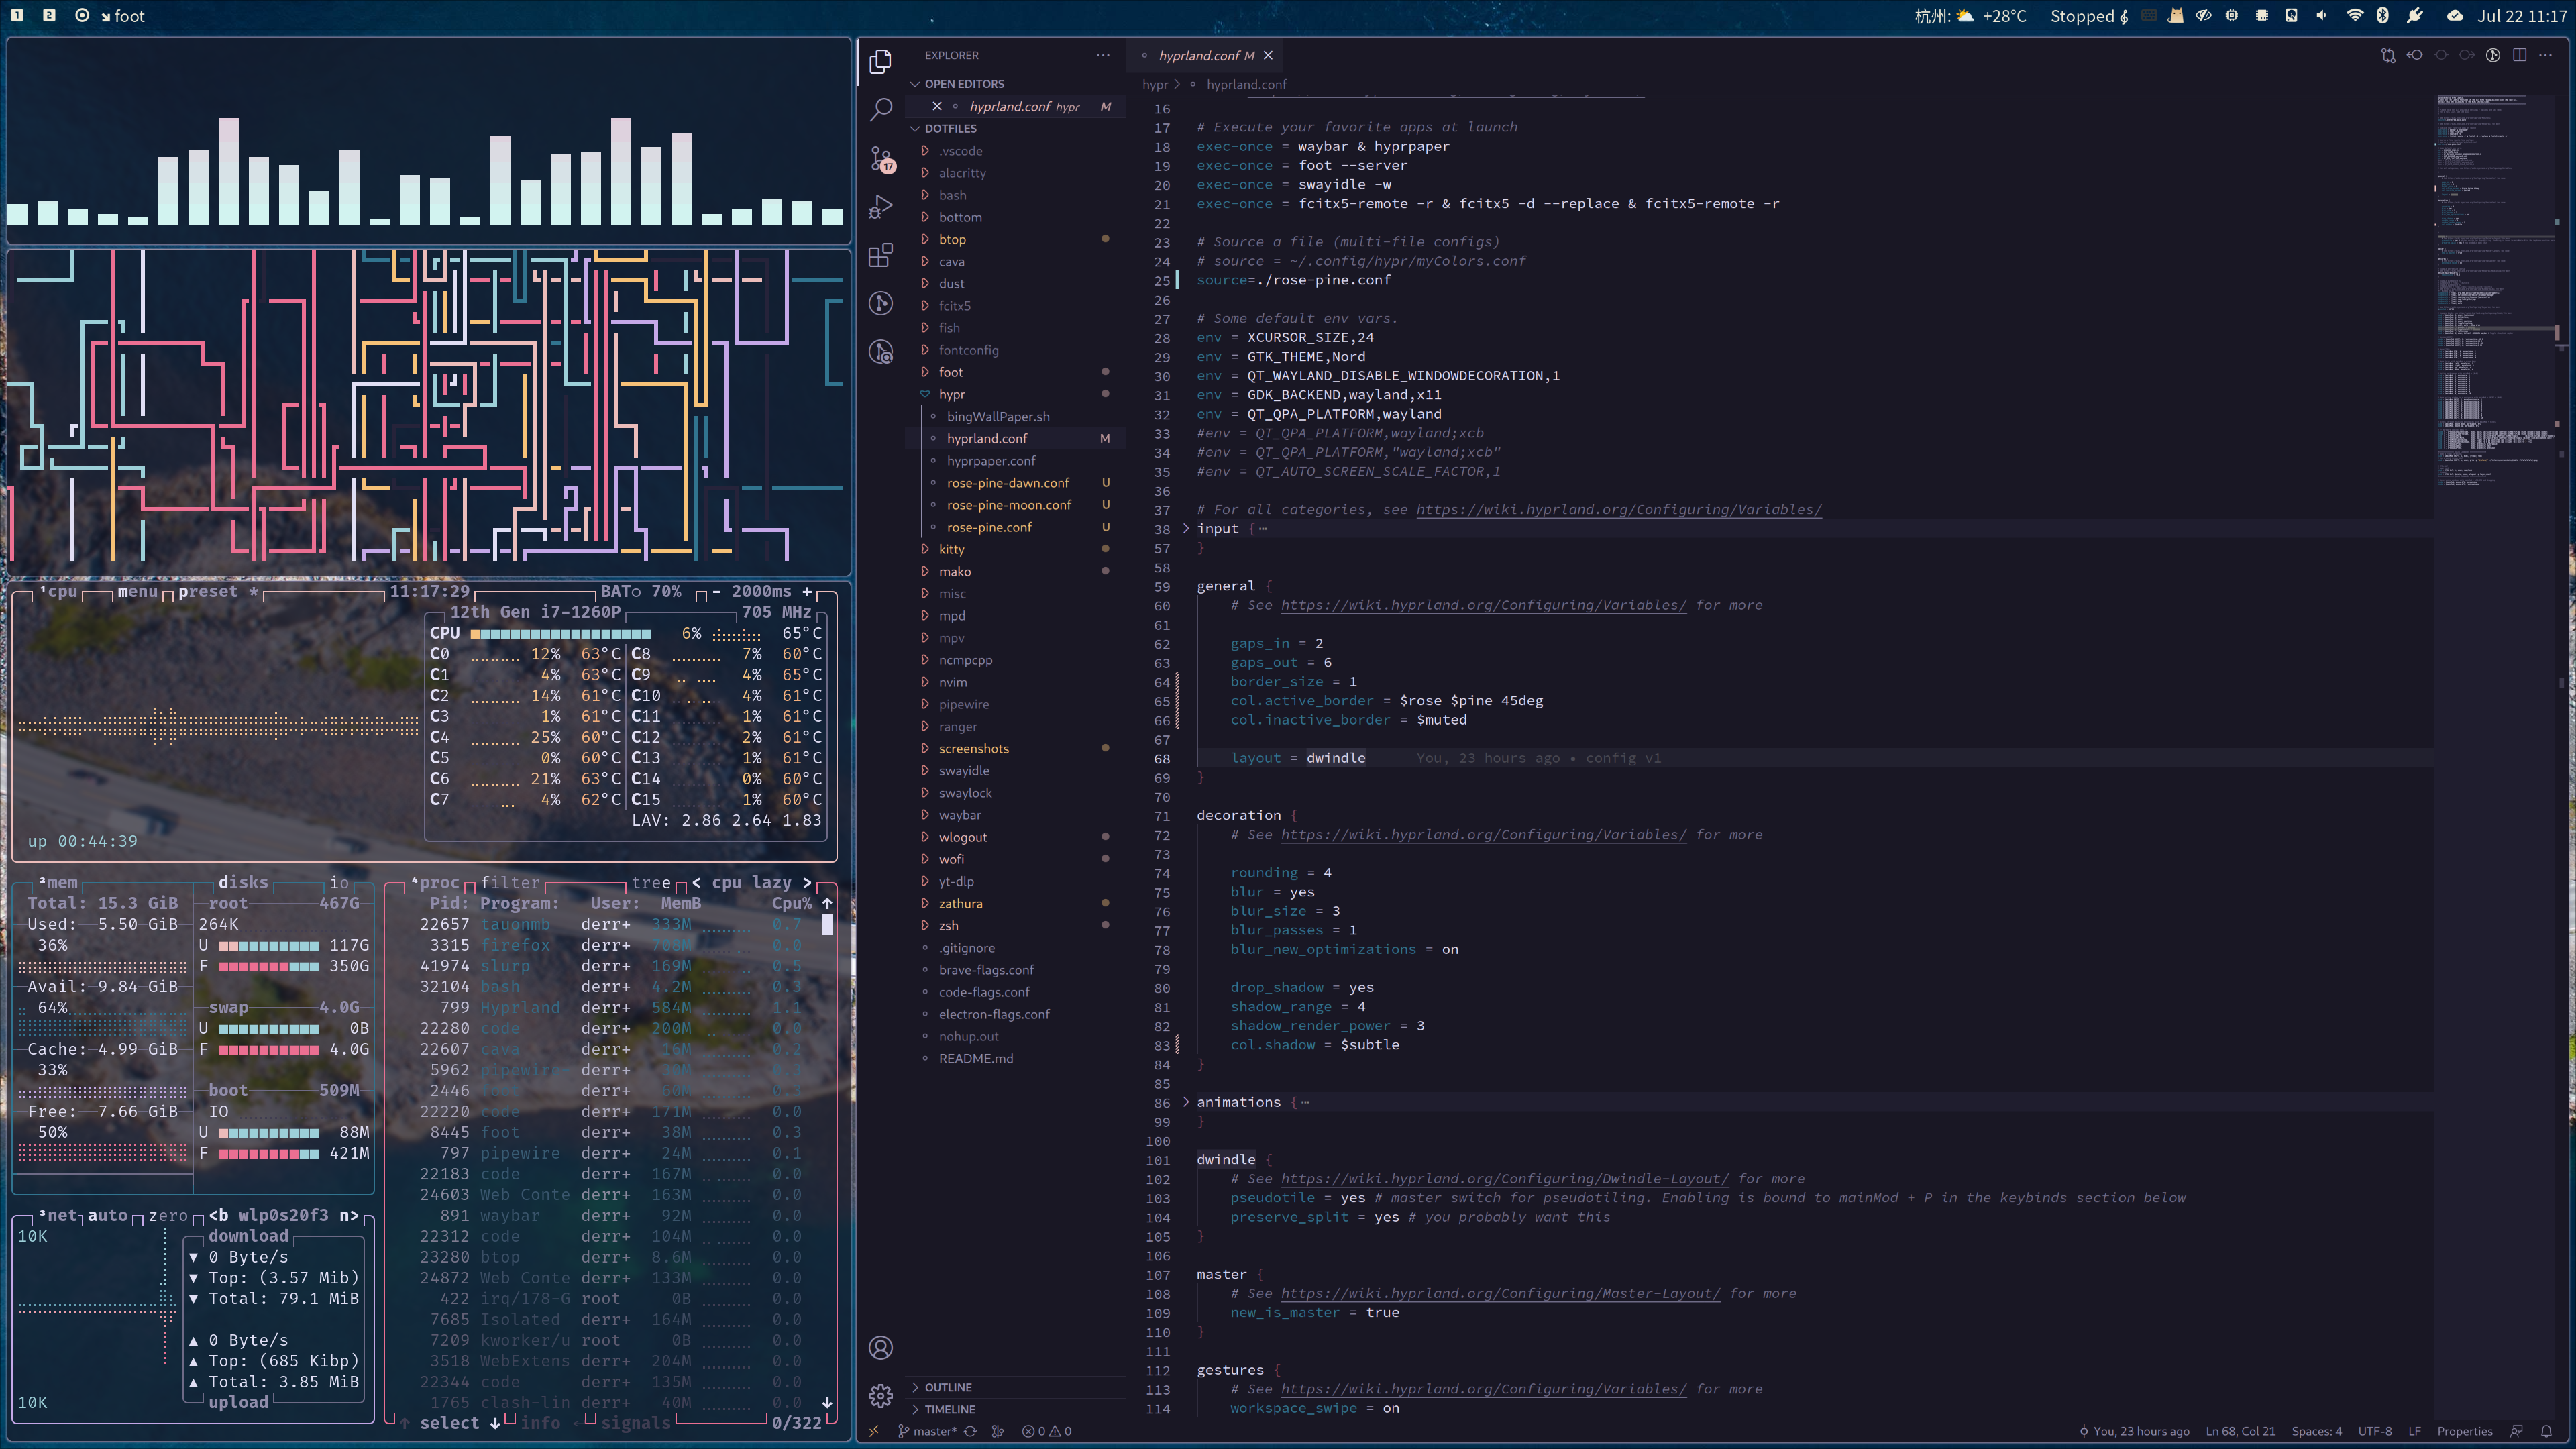 1 2 foot
杭州: +28°C Stopped Jul 22 11:17
¹cpu menu preset * 11:17:29 BAT 70% - 2000ms +
12th Gen i7-1260P 705 MHz
CPU 6% 65°C
C0 12% 63°C C8 7% 60°C
C1 4% 63°C C9 4% 65°C
C2 14% 61°C C10 4% 61°C
C3 1% 61°C C11 1% 61°C
C4 25% 60°C C12 2% 61°C
C5 0% 60°C C13 1% 61°C
C6 21% 63°C C14 0% 60°C
C7 4% 62°C C15 1% 60°C
LAV: 2.86 2.64 1.83
up 00:44:39
²mem disks io
Total: 15.3 GiB root 467G
Used: 5.50 GiB 264K
36% U 117G
F 350G
Avail: 9.84 GiB
64% swap 4.0G
U 0B
Cache: 4.99 GiB F 4.0G
33%
boot 509M
Free: 7.66 GiB IO
50% U 88M
F 421M
³net auto zero <b wlp0s20f3 n>
10K download
▼ 0 Byte/s
▼ Top: (3.57 Mib)
▼ Total: 79.1 MiB
▲ 0 Byte/s
▲ Top: (685 Kibp)
▲ Total: 3.85 MiB
10K upload
⁴proc filter tree < cpu lazy >
Pid: Program: User: MemB Cpu% ↑
22657 tauonmb derr+ 333M 0.7
3315 firefox derr+ 708M 0.0
41974 slurp derr+ 169M 0.5
32104 bash derr+ 4.2M 0.3
799 Hyprland derr+ 584M 1.1
22280 code derr+ 200M 0.0
22607 cava derr+ 16M 0.2
5962 pipewire- derr+
2446 derr+ 60M 0.3
22220 code derr+ 171M 0.0
8445 foot derr+ 38M 0.3
797 pipewire derr+ 24M 0.1
22183 code derr+ 167M 0.0
24603 Web Conte derr+ 163M 0.0
891 waybar derr+ 92M 0.0
22312 code derr+ 104M 0.0
23280 btop derr+ 8.6M 0.0
24872 Web Conte derr+ 133M 0.0
422 irq/178-G root 0B 0.0
7685 Isolated derr+ 164M 0.0
7209 kworker/u root 0B 0.0
3518 WebExtens derr+ 204M 0.0
22344 code derr+ 135M 0.0
1765 clash-lin derr+ 40M 0.0 ↓
↑ select ↓ info ← signals 0/322
EXPLORER ···
OPEN EDITORS
hyprland.conf hypr M
DOTFILES
.vscode
alacritty
bash
bottom
btop
cava
dust
fcitx5
fish
fontconfig
foot
hypr
bingWallPaper.sh
hyprland.conf M
hyprpaper.conf
rose-pine-dawn.conf U
rose-pine-moon.conf U
rose-pine.conf U
kitty
mako
misc
mpd
mpv
ncmpcpp
nvim
pipewire
ranger
screenshots
swayidle
swaylock
waybar
wlogout
wofi
yt-dlp
zathura
zsh
.gitignore
brave-flags.conf
code-flags.conf
electron-flags.conf
nohup.out
README.md
OUTLINE
TIMELINE
17
hyprland.conf M
hypr > hyprland.conf
16
17 # Execute your favorite apps at launch
18 exec-once = waybar & hyprpaper
19 exec-once = foot --server
20 exec-once = swayidle -w
21 exec-once = fcitx5-remote -r & fcitx5 -d --replace & fcitx5-remote -r
22
23 # Source a file (multi-file configs)
24 # source = ~/.config/hypr/myColors.conf
25 source=./rose-pine.conf
26
27 # Some default env vars.
28 env = XCURSOR_SIZE,24
29 env = GTK_THEME,Nord
30 env = QT_WAYLAND_DISABLE_WINDOWDECORATION,1
31 env = GDK_BACKEND,wayland,x11
32 env = QT_QPA_PLATFORM,wayland
33 #env = QT_QPA_PLATFORM,wayland;xcb
34 #env = QT_QPA_PLATFORM,"wayland;xcb"
35 #env = QT_AUTO_SCREEN_SCALE_FACTOR,1
36
37 # For all categories, see https://wiki.hyprland.org/Configuring/Variables/
38 input {···
57 }
58
59 general {
60 # See https://wiki.hyprland.org/Configuring/Variables/ for more
61
62 gaps_in = 2
63 gaps_out = 6
64 border_size = 1
65 col.active_border = $rose $pine 45deg
66 col.inactive_border = $muted
67
68 layout = dwindle You, 23 hours ago • config v1
69 }
70
71 decoration {
72 # See https://wiki.hyprland.org/Configuring/Variables/ for more
73
74 rounding = 4
75 blur = yes
76 blur_size = 3
77 blur_passes = 1
78 blur_new_optimizations = on
79
80 drop_shadow = yes
81 shadow_range = 4
82 shadow_render_power = 3
83 col.shadow = $subtle
84 }
85
86 animations {···
99 }
100
101 dwindle {
102 # See https://wiki.hyprland.org/Configuring/Dwindle-Layout/ for more
103 pseudotile = yes # master switch for pseudotiling. Enabling is bound to mainMod + P in the keybinds section below
104 preserve_split = yes # you probably want this
105 }
106
107 master {
108 # See https://wiki.hyprland.org/Configuring/Master-Layout/ for more
109 new_is_master = true
110 }
111
112 gestures {
113 # See https://wiki.hyprland.org/Configuring/Variables/ for more
114 workspace_swipe = on
master* 0 0 You, 23 hours ago Ln 68, Col 21 Spaces: 4 UTF-8 LF Properties